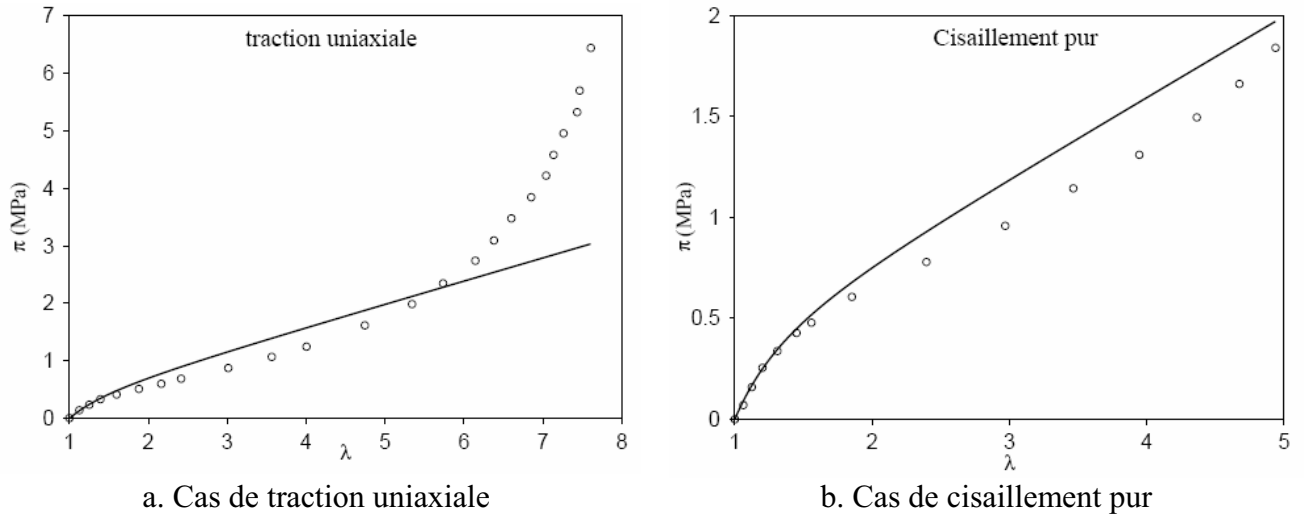 traction uniaxiale
π (MPa)
7
6
5
4
3
2
1
0
1 2 3 4 5 6 7 8
λ
a. Cas de traction uniaxiale
Cisaillement pur
π (MPa)
2
1.5
1
0.5
0
1 2 3 4 5
λ
b. Cas de cisaillement pur